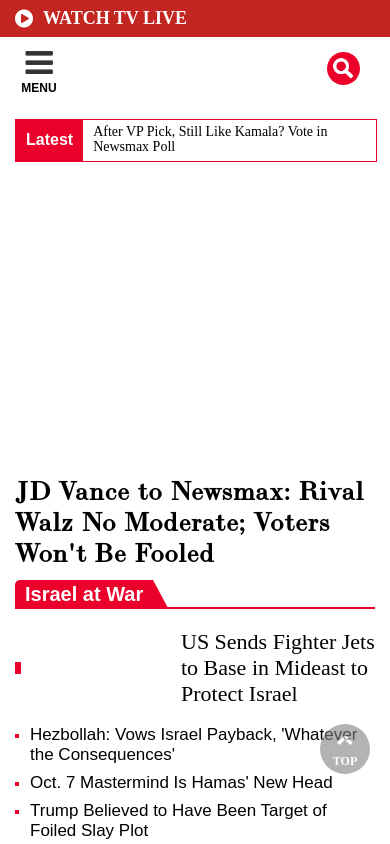 WATCH TV LIVE
MENU
Latest
After VP Pick, Still Like Kamala? Vote in
Newsmax Poll
JD Vance to Newsmax: Rival
Walz No Moderate; Voters
Won't Be Fooled
Israel at War
US Sends Fighter Jets
to Base in Mideast to
Protect Israel
Hezbollah: Vows Israel Payback, 'Whatever
the Consequences'
TOP
Oct. 7 Mastermind Is Hamas' New Head
Trump Believed to Have Been Target of
Foiled Slay Plot